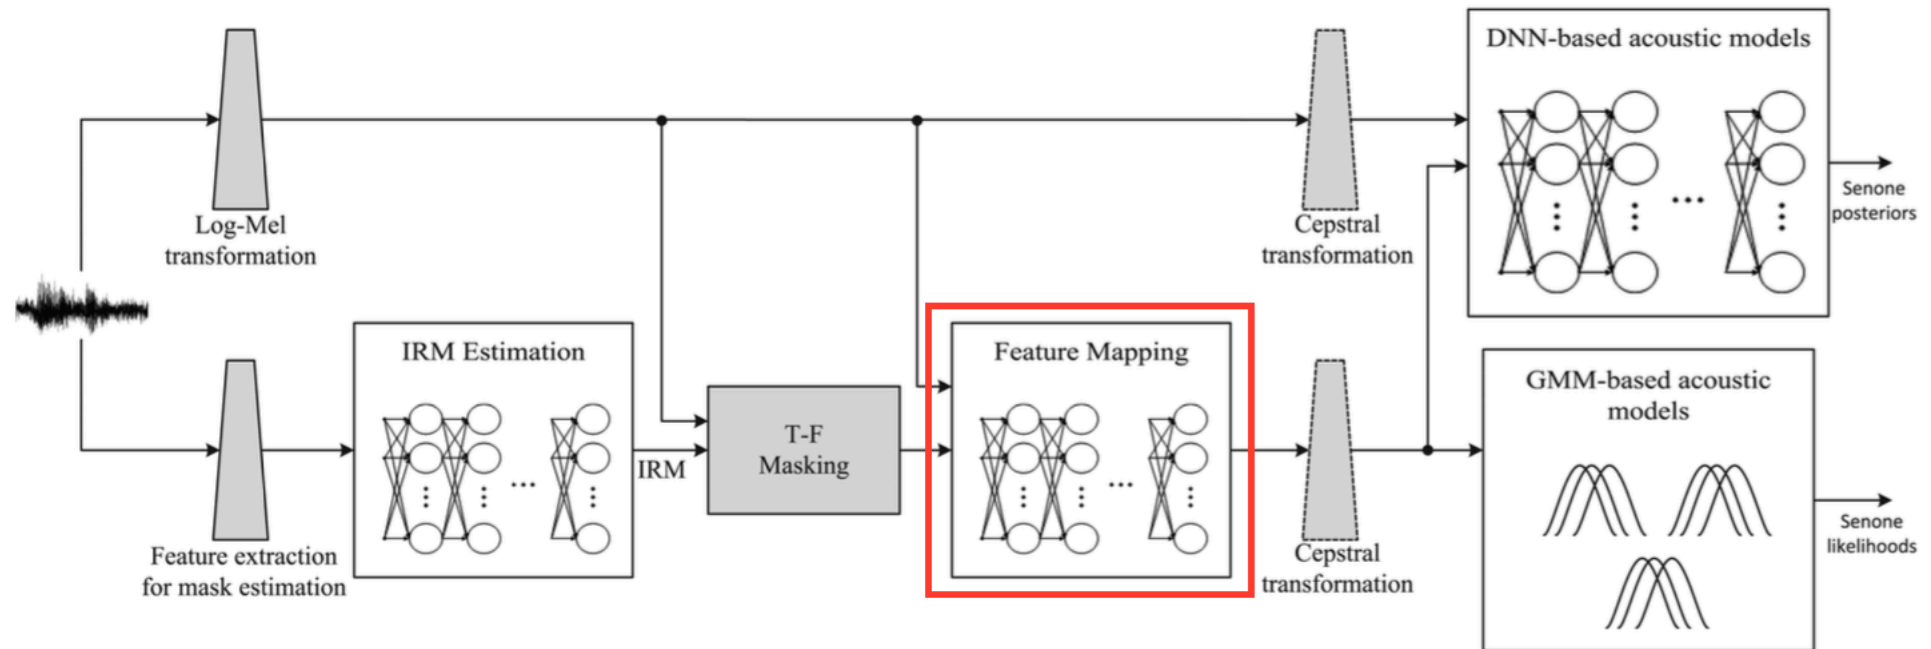 DNN-based acoustic models
Senone
posteriors
Log-Mel
transformation
Cepstral
transformation
IRM Estimation
IRM
T-F
Masking
Feature Mapping
GMM-based acoustic
models
Senone
likelihoods
Feature extraction
for mask estimation
Cepstral
transformation